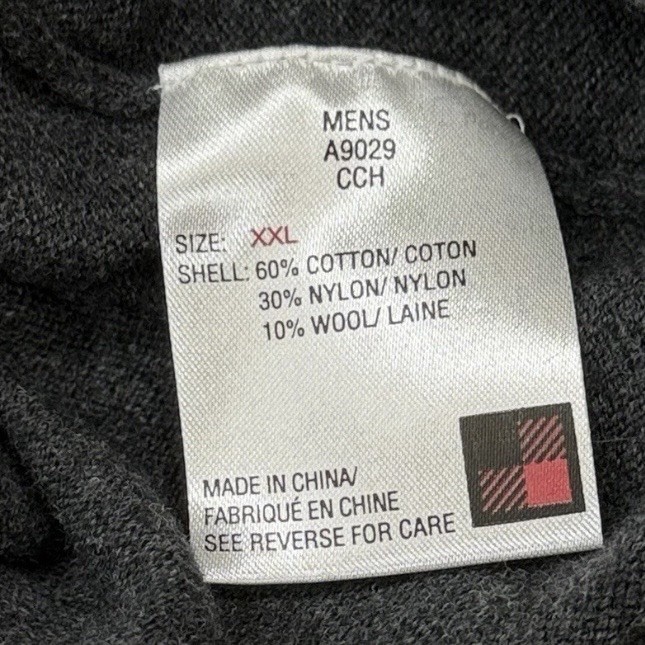 MENS
A9029
CCH
SIZE: XXL
SHELL: 60% COTTON/ COTON
30% NYLON/ NYLON
10% WOOL/ LAINE
MADE IN CHINA/
FABRIQUÉ EN CHINE
SEE REVERSE FOR CARE